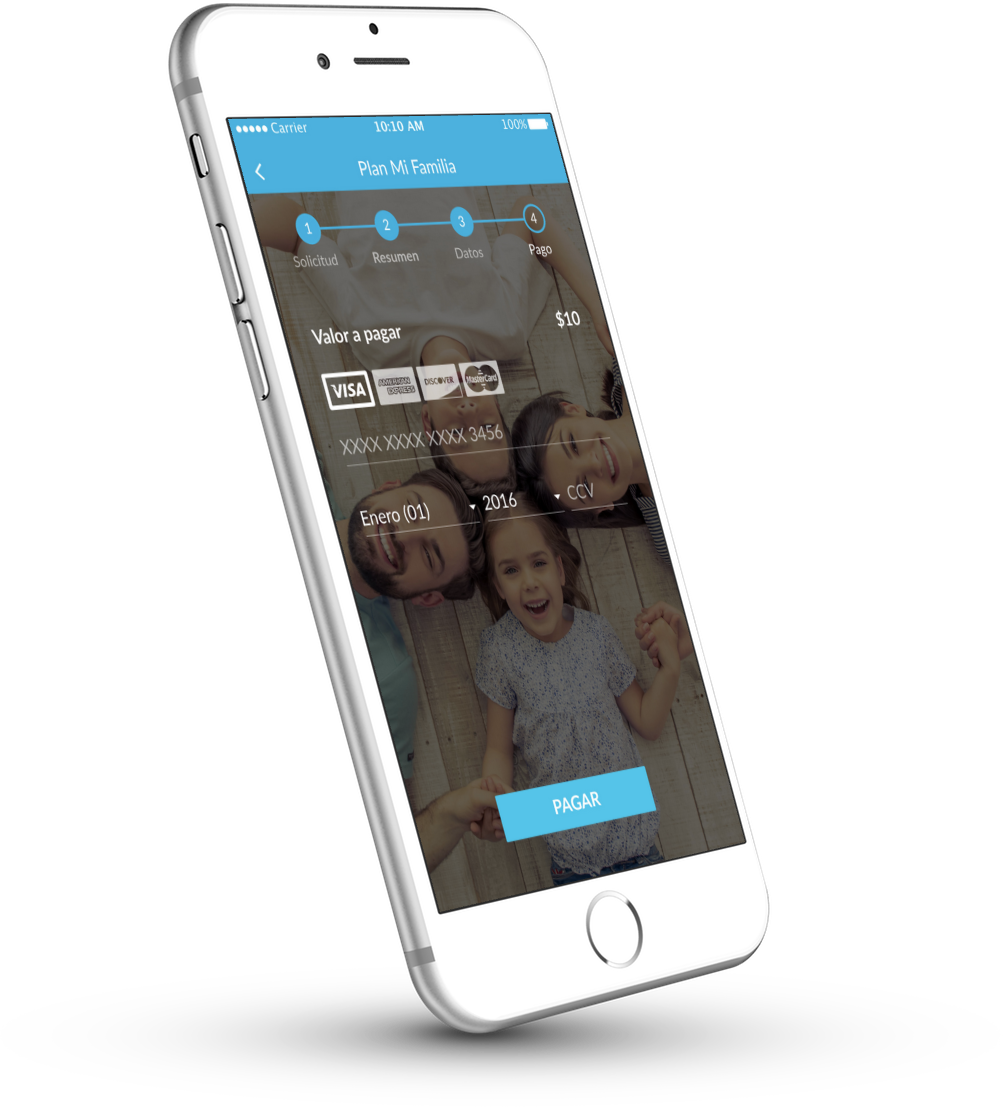 Carrier 10:10 AM 100%
Plan Mi Familia
1 2 3 4
Solicitud Resumen Datos Pago
Valor a pagar $10
VISA AMERICAN EXPRESS DISCOVER MasterCard
XXXX XXXX XXXX 3456
Enero (01) 2016 CCV
PAGAR